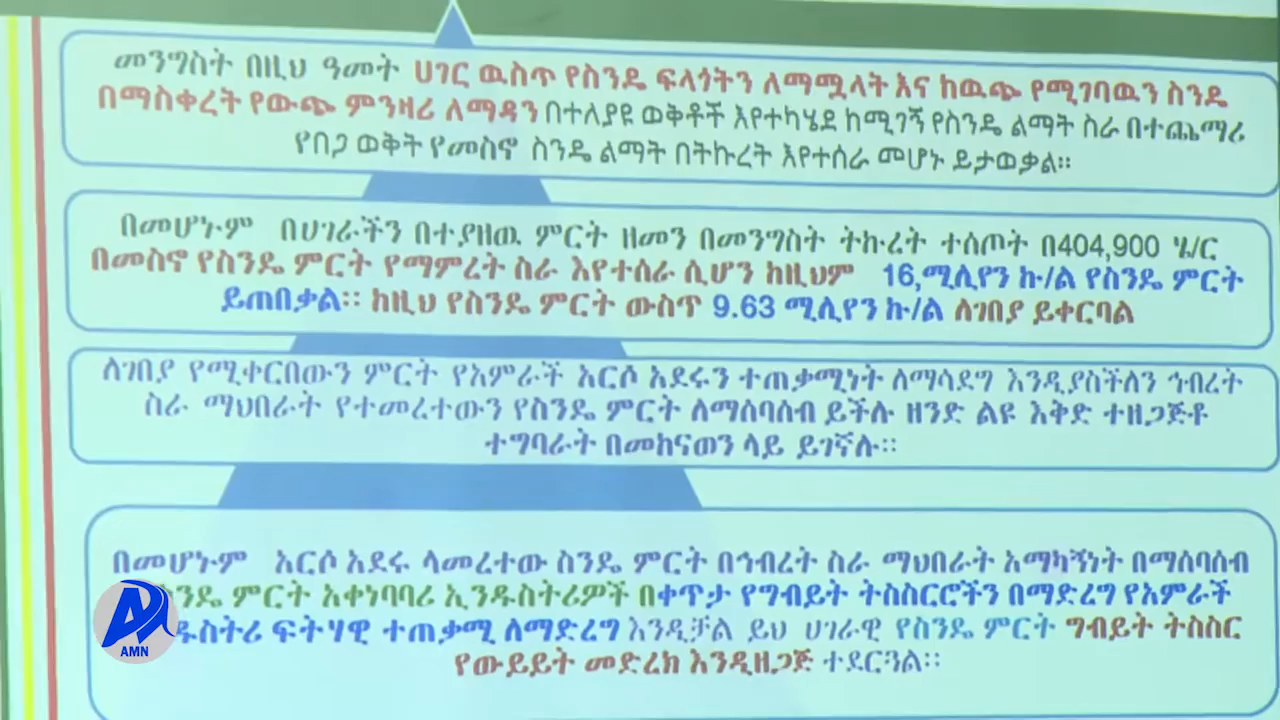 መንግስት በዚህ ዓመት ሀገር ዉስጥ የስንዴ ፍላጎትን ለማሟላት እና ከዉጭ የሚገባዉን ስንዴ
በማስቀረት የውጭ ምንዛሪ ለማዳን በተለያዩ ወቅቶች እየተካሄደ ከሚገኝ የስንዴ ልማት ስራ በተጨማሪ
የበጋ ወቅት የመስኖ ስንዴ ልማት በትኩረት እየተሰራ መሆኑ ይታወቃል፡፡
በመሆኑም በሀገራችን በተያዘዉ ምርት ዘመን በመንግስት ትኩረት ተሰጦት በ404,900 ሄ/ር
በመስኖ የስንዴ ምርት የማምረት ስራ እየተሰራ ሲሆን ከዚህም 16,ሚሊየን ኩ/ል የስንዴ ምርት
ይጠበቃል፡፡ ከዚህ የስንዴ ምርት ውስጥ 9.63 ሚሊየን ኩ/ል ለገበያ ይቀርባል
ለገበያ የሚቀርበውን ምርት የአምራች አርሶ አደሩን ተጠቃሚነት ለማሳደግ እንዲያስችለን ኅብረት
ስራ ማህበራት የተመረተውን የስንዴ ምርት ለማሰባሰብ ይችሉ ዘንድ ልዩ እቅድ ተዘጋጅቶ
ተግባራት በመከናወን ላይ ይገኛሉ፡፡
በመሆኑም አርሶ አደሩ ላመረተው ስንዴ ምርት በኅብረት ስራ ማህበራት አማካኝነት በማሰባሰብ
ንዴ ምርት አቀነባባሪ ኢንዱስትሪዎች በቀጥታ የግብይት ትስስርሮችን በማድረግ የአምራች
ዱስትሪ ፍትሃዊ ተጠቃሚ ለማድረግ እንዲቻል ይህ ሀገራዊ የስንዴ ምርት ግብይት ትስስር
የውይይት መድረክ እንዲዘጋጅ ተደርጓል፡፡
AMN